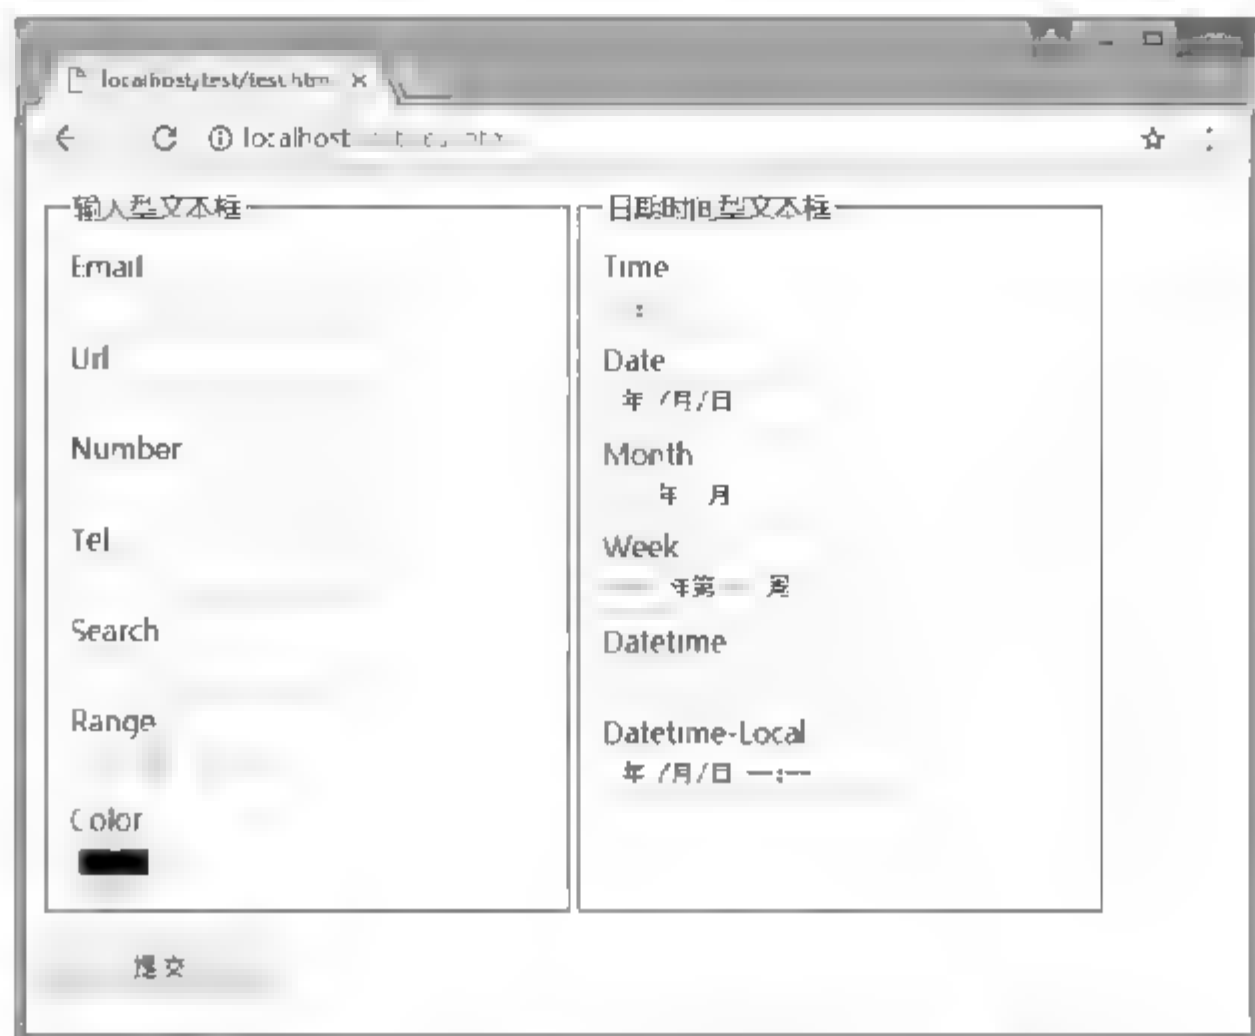 localhost/test/test.htm
localhost
输入型文本框
Email
Url
Number
Tel
Search
Range
Color
日期时间型文本框
Time
:
Date
年/月/日
Month
年 月
Week
---- 年第 -- 周
Datetime
Datetime-Local
年/月/日 --:--
提交